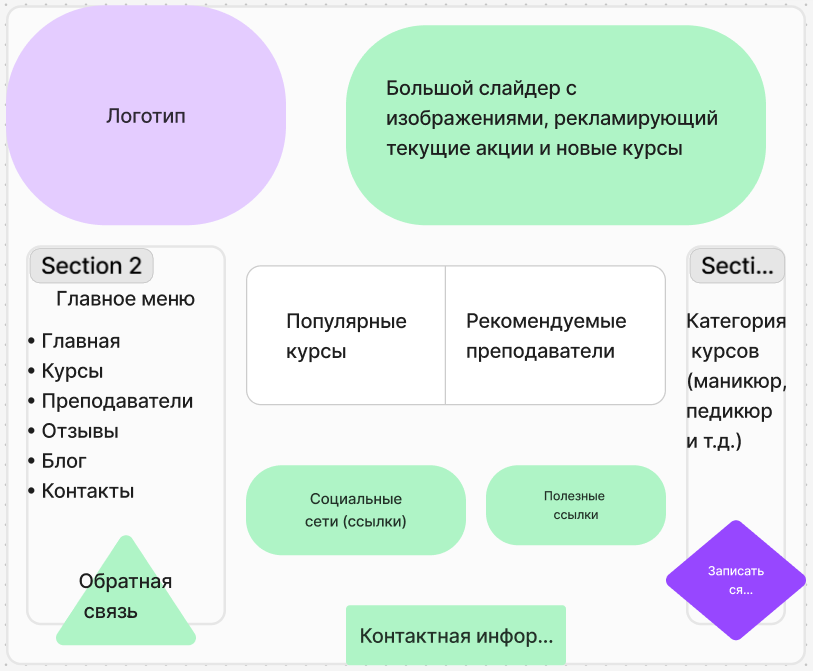 Логотип
Большой слайдер с
изображениями, рекламирующий
текущие акции и новые курсы
Section 2
Главное меню
• Главная
• Курсы
• Преподаватели
• Отзывы
• Блог
• Контакты
Обратная
связь
Популярные
курсы
Рекомендуемые
преподаватели
Социальные
сети (ссылки)
Полезные
ссылки
Контактная инфор...
Secti...
Категория
курсов
(маникюр,
педикюр
и т.д.)
Записать
ся...